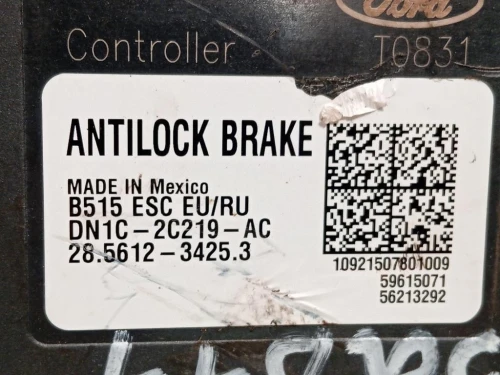 Ford
Controller T0831
ANTILOCK BRAKE
MADE IN Mexico
B515 ESC EU/RU
DN1C-2C219-AC
28.5612-3425.3
10921507801009
59615071
56213292